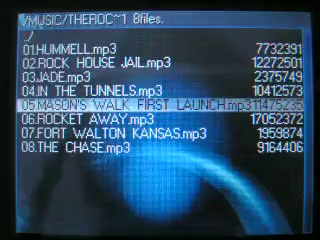 /MUSIC/THEROC~1 8files.
../
01.HUMMELL.mp3 7732391
02.ROCK HOUSE JAIL.mp3 12272501
03.JADE.mp3 2375749
04.IN THE TUNNELS.mp3 10412573
05.MASON'S WALK, FIRST LAUNCH.mp311475235
06.ROCKET AWAY.mp3 17052372
07.FORT WALTON KANSAS.mp3 1959874
08.THE CHASE.mp3 9164406